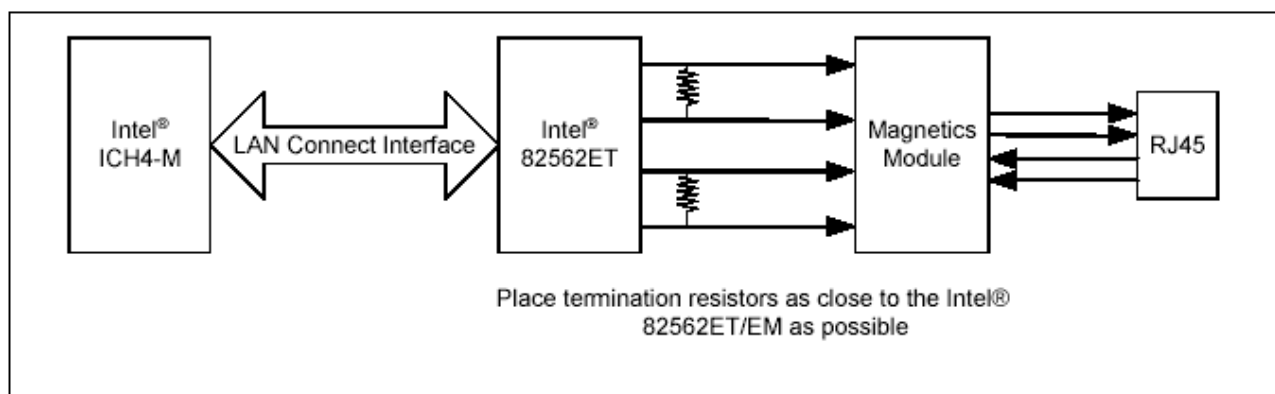 Intel®
ICH4-M
LAN Connect Interface
Intel®
82562ET
Magnetics
Module
RJ45
Place termination resistors as close to the Intel®
82562ET/EM as possible